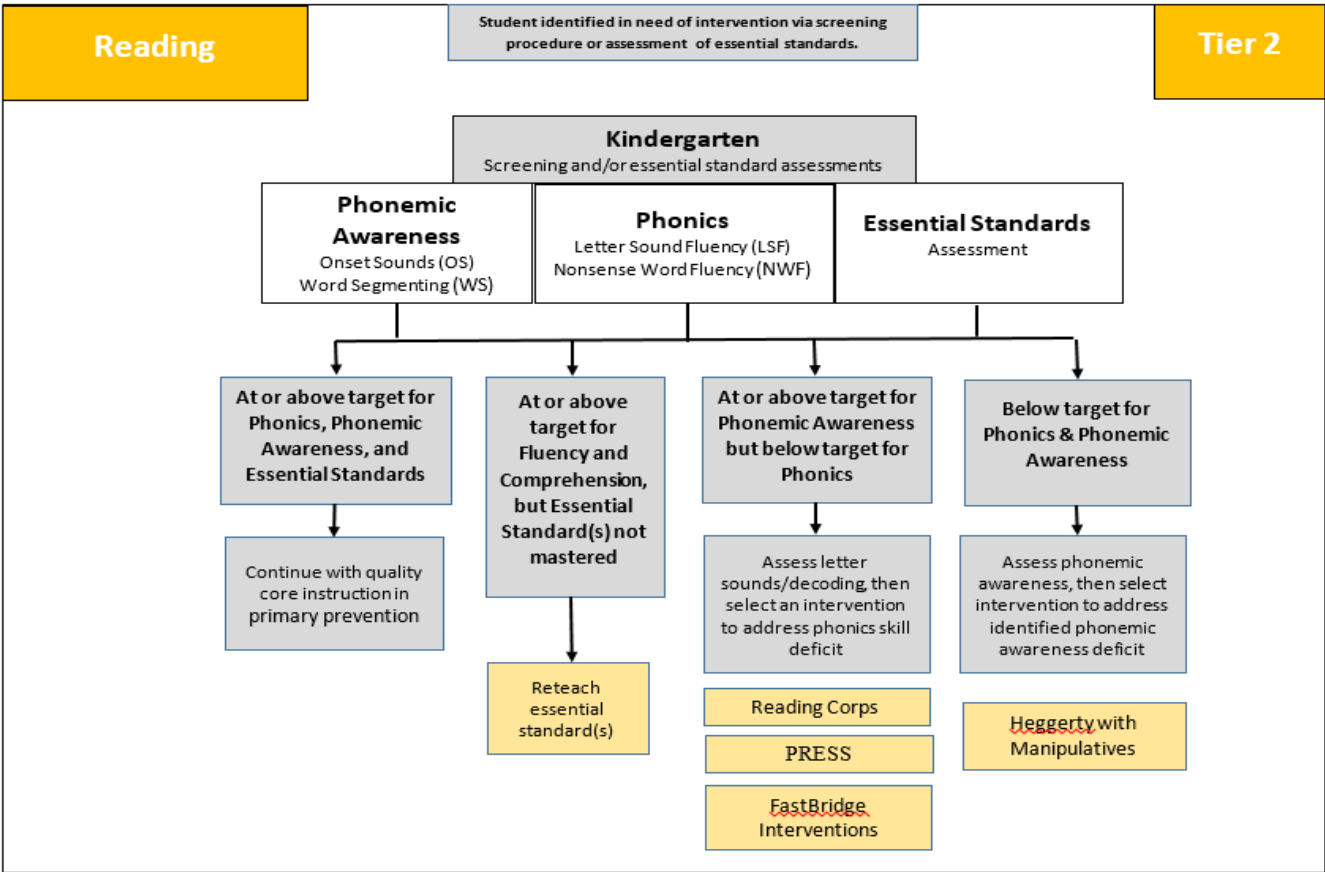 Reading
Student identified in need of intervention via screening
procedure or assessment of essential standards.
Tier 2
Kindergarten
Screening and/or essential standard assessments
Phonemic
Awareness
Onset Sounds (OS)
Word Segmenting (WS)
Phonics
Letter Sound Fluency (LSF)
Nonsense Word Fluency (NWF)
Essential Standards
Assessment
At or above target for
Phonics, Phonemic
Awareness, and
Essential Standards
Continue with quality
core instruction in
primary prevention
At or above
target for
Fluency and
Comprehension,
but Essential
Standard(s) not
mastered
Reteach
essential
standard(s)
At or above target for
Phonemic Awareness
but below target for
Phonics
Assess letter
sounds/decoding, then
select an intervention
to address phonics skill
deficit
Reading Corps
PRESS
FastBridge
Interventions
Below target for
Phonics & Phonemic
Awareness
Assess phonemic
awareness, then select
intervention to address
identified phonemic
awareness deficit
Heggerty with
Manipulatives